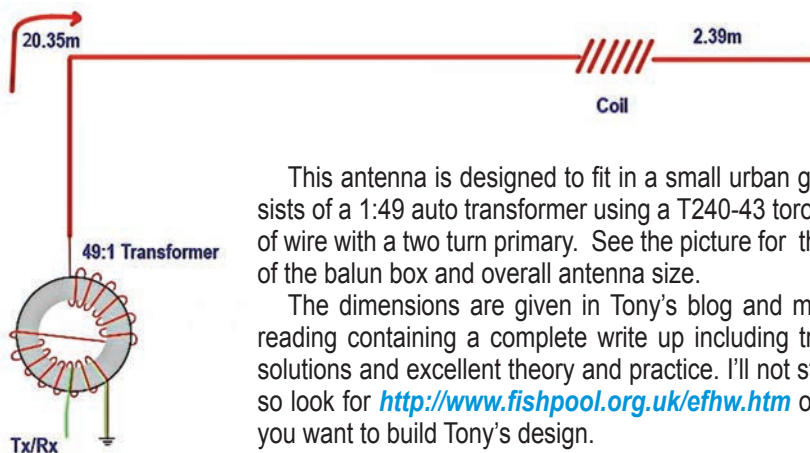 20.35m
2.39m
Coil
49:1 Transformer
Tx/Rx
This antenna is designed to fit in a small urban
sists of a 1:49 auto transformer using a T240-43
of wire with a two turn primary. See the picture for
of the balun box and overall antenna size.
The dimensions are given in Tony’s blog and
reading containing a complete write up including
solutions and excellent theory and practice. I’ll not
so look for http://www.fishpool.org.uk/efhw.htm
you want to build Tony’s design.